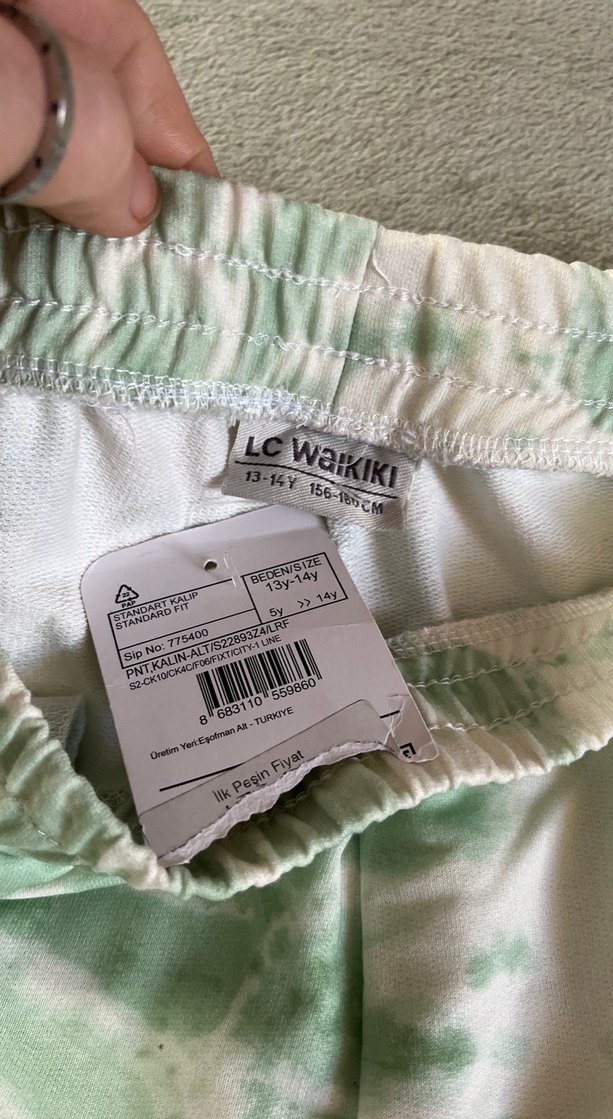 LC WAIKIKI
13-14Y 156-160CM
22
PAP
STANDART KALIP
STANDARD FIT
BEDEN/SIZE
13y-14y
5y >> 14y
Sip No: 775400
PNT,KALIN-ALT/S22893Z4/LRF
S2-CK10/CK4C/F06/FIXT/CITY-1 LINE
8 683110 559860
Üretim Yeri:Eşofman Alt - TURKIYE
İlk Peşin Fiyat